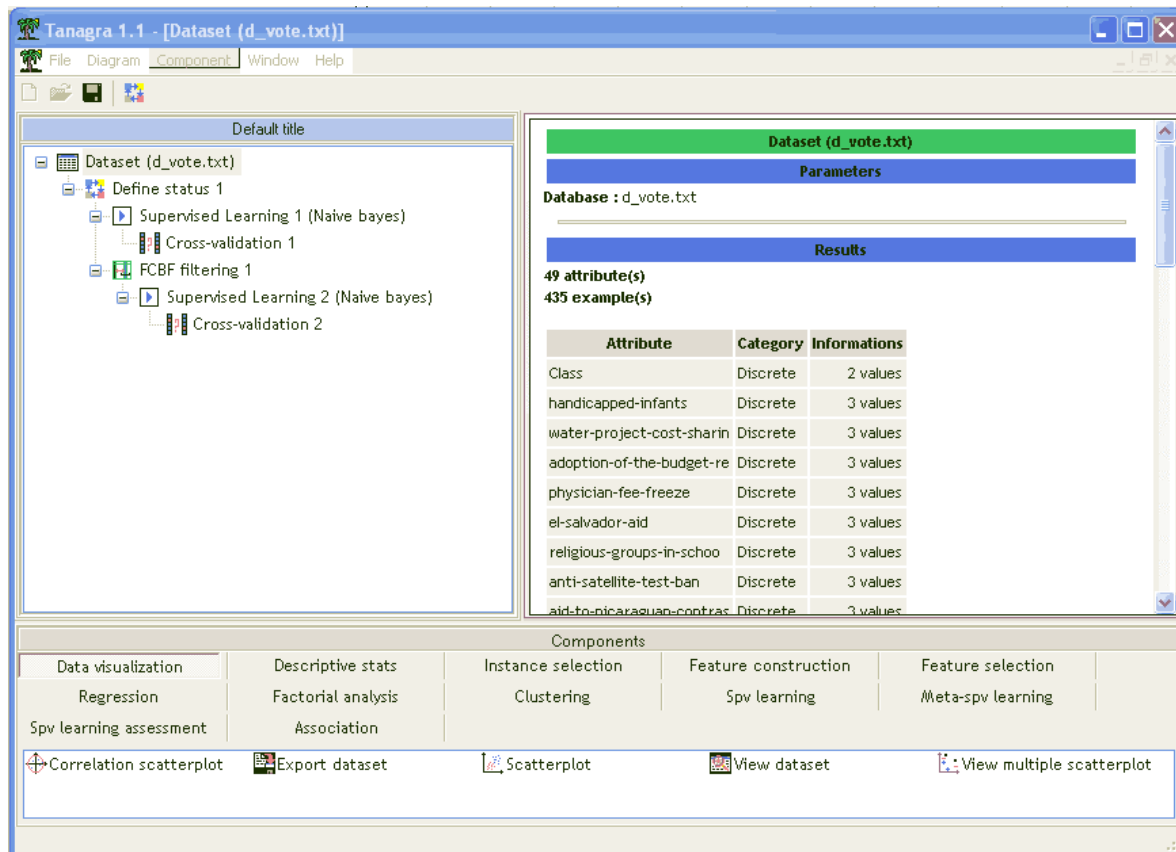 Tanagra 1.1 - [Dataset (d_vote.txt)]
File Diagram Component Window Help
Default title
Dataset (d_vote.txt)
Define status 1
Supervised Learning 1 (Naive bayes)
Cross-validation 1
FCBF filtering 1
Supervised Learning 2 (Naive bayes)
Cross-validation 2
Dataset (d_vote.txt)
Parameters
Database : d_vote.txt
Results
49 attribute(s)
435 example(s)
Attribute Category Informations
Class Discrete 2 values
handicapped-infants Discrete 3 values
water-project-cost-sharin Discrete 3 values
adoption-of-the-budget-re Discrete 3 values
physician-fee-freeze Discrete 3 values
el-salvador-aid Discrete 3 values
religious-groups-in-schoo Discrete 3 values
anti-satellite-test-ban Discrete 3 values
aid-to-nicaraguan-contras Discrete 3 values
Components
Data visualization Descriptive stats Instance selection Feature construction Feature selection
Regression Factorial analysis Clustering Spv learning Meta-spv learning
Spv learning assessment Association
Correlation scatterplot Export dataset Scatterplot View dataset View multiple scatterplot